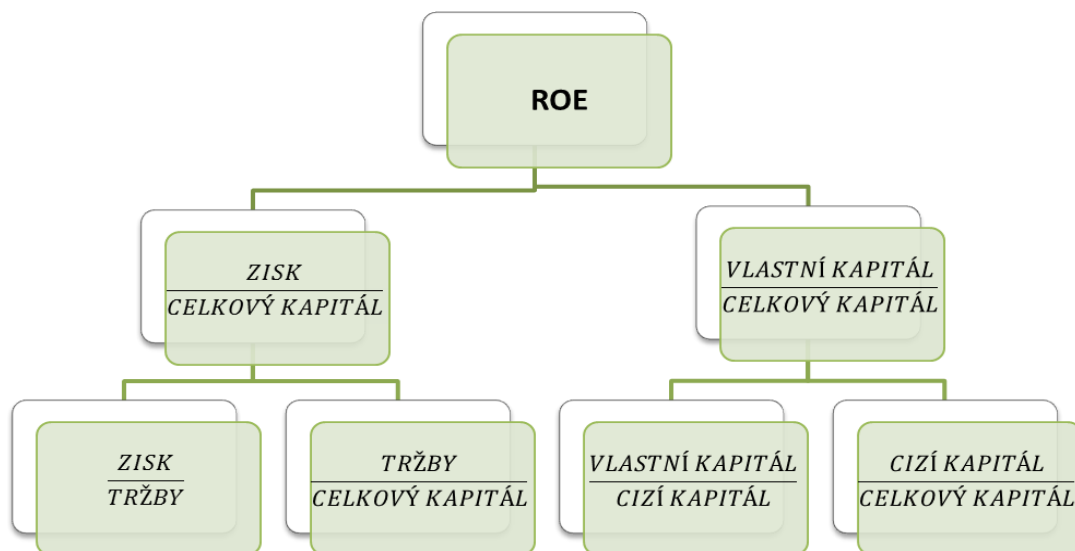 ROE
ZISK
CELKOVÝ KAPITÁL
VLASTNÍ KAPITÁL
CELKOVÝ KAPITÁL
ZISK
TRŽBY
TRŽBY
CELKOVÝ KAPITÁL
VLASTNÍ KAPITÁL
CIZÍ KAPITÁL
CIZÍ KAPITÁL
CELKOVÝ KAPITÁL